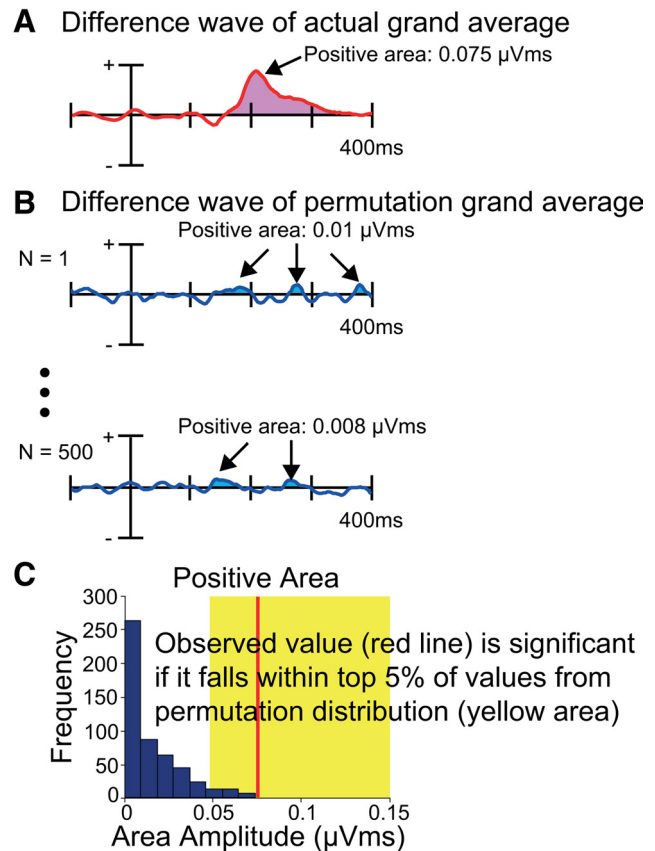 A Difference wave of actual grand average
Positive area: 0.075 µVms
+
-
400ms
B Difference wave of permutation grand average
Positive area: 0.01 µVms
N = 1
+
-
400ms
Positive area: 0.008 µVms
N = 500
+
-
400ms
C
Positive Area
300
250
200
150
100
50
0
Frequency
Observed value (red line) is significant
if it falls within top 5% of values from
permutation distribution (yellow area)
0 0.05 0.1 0.15
Area Amplitude (µVms)